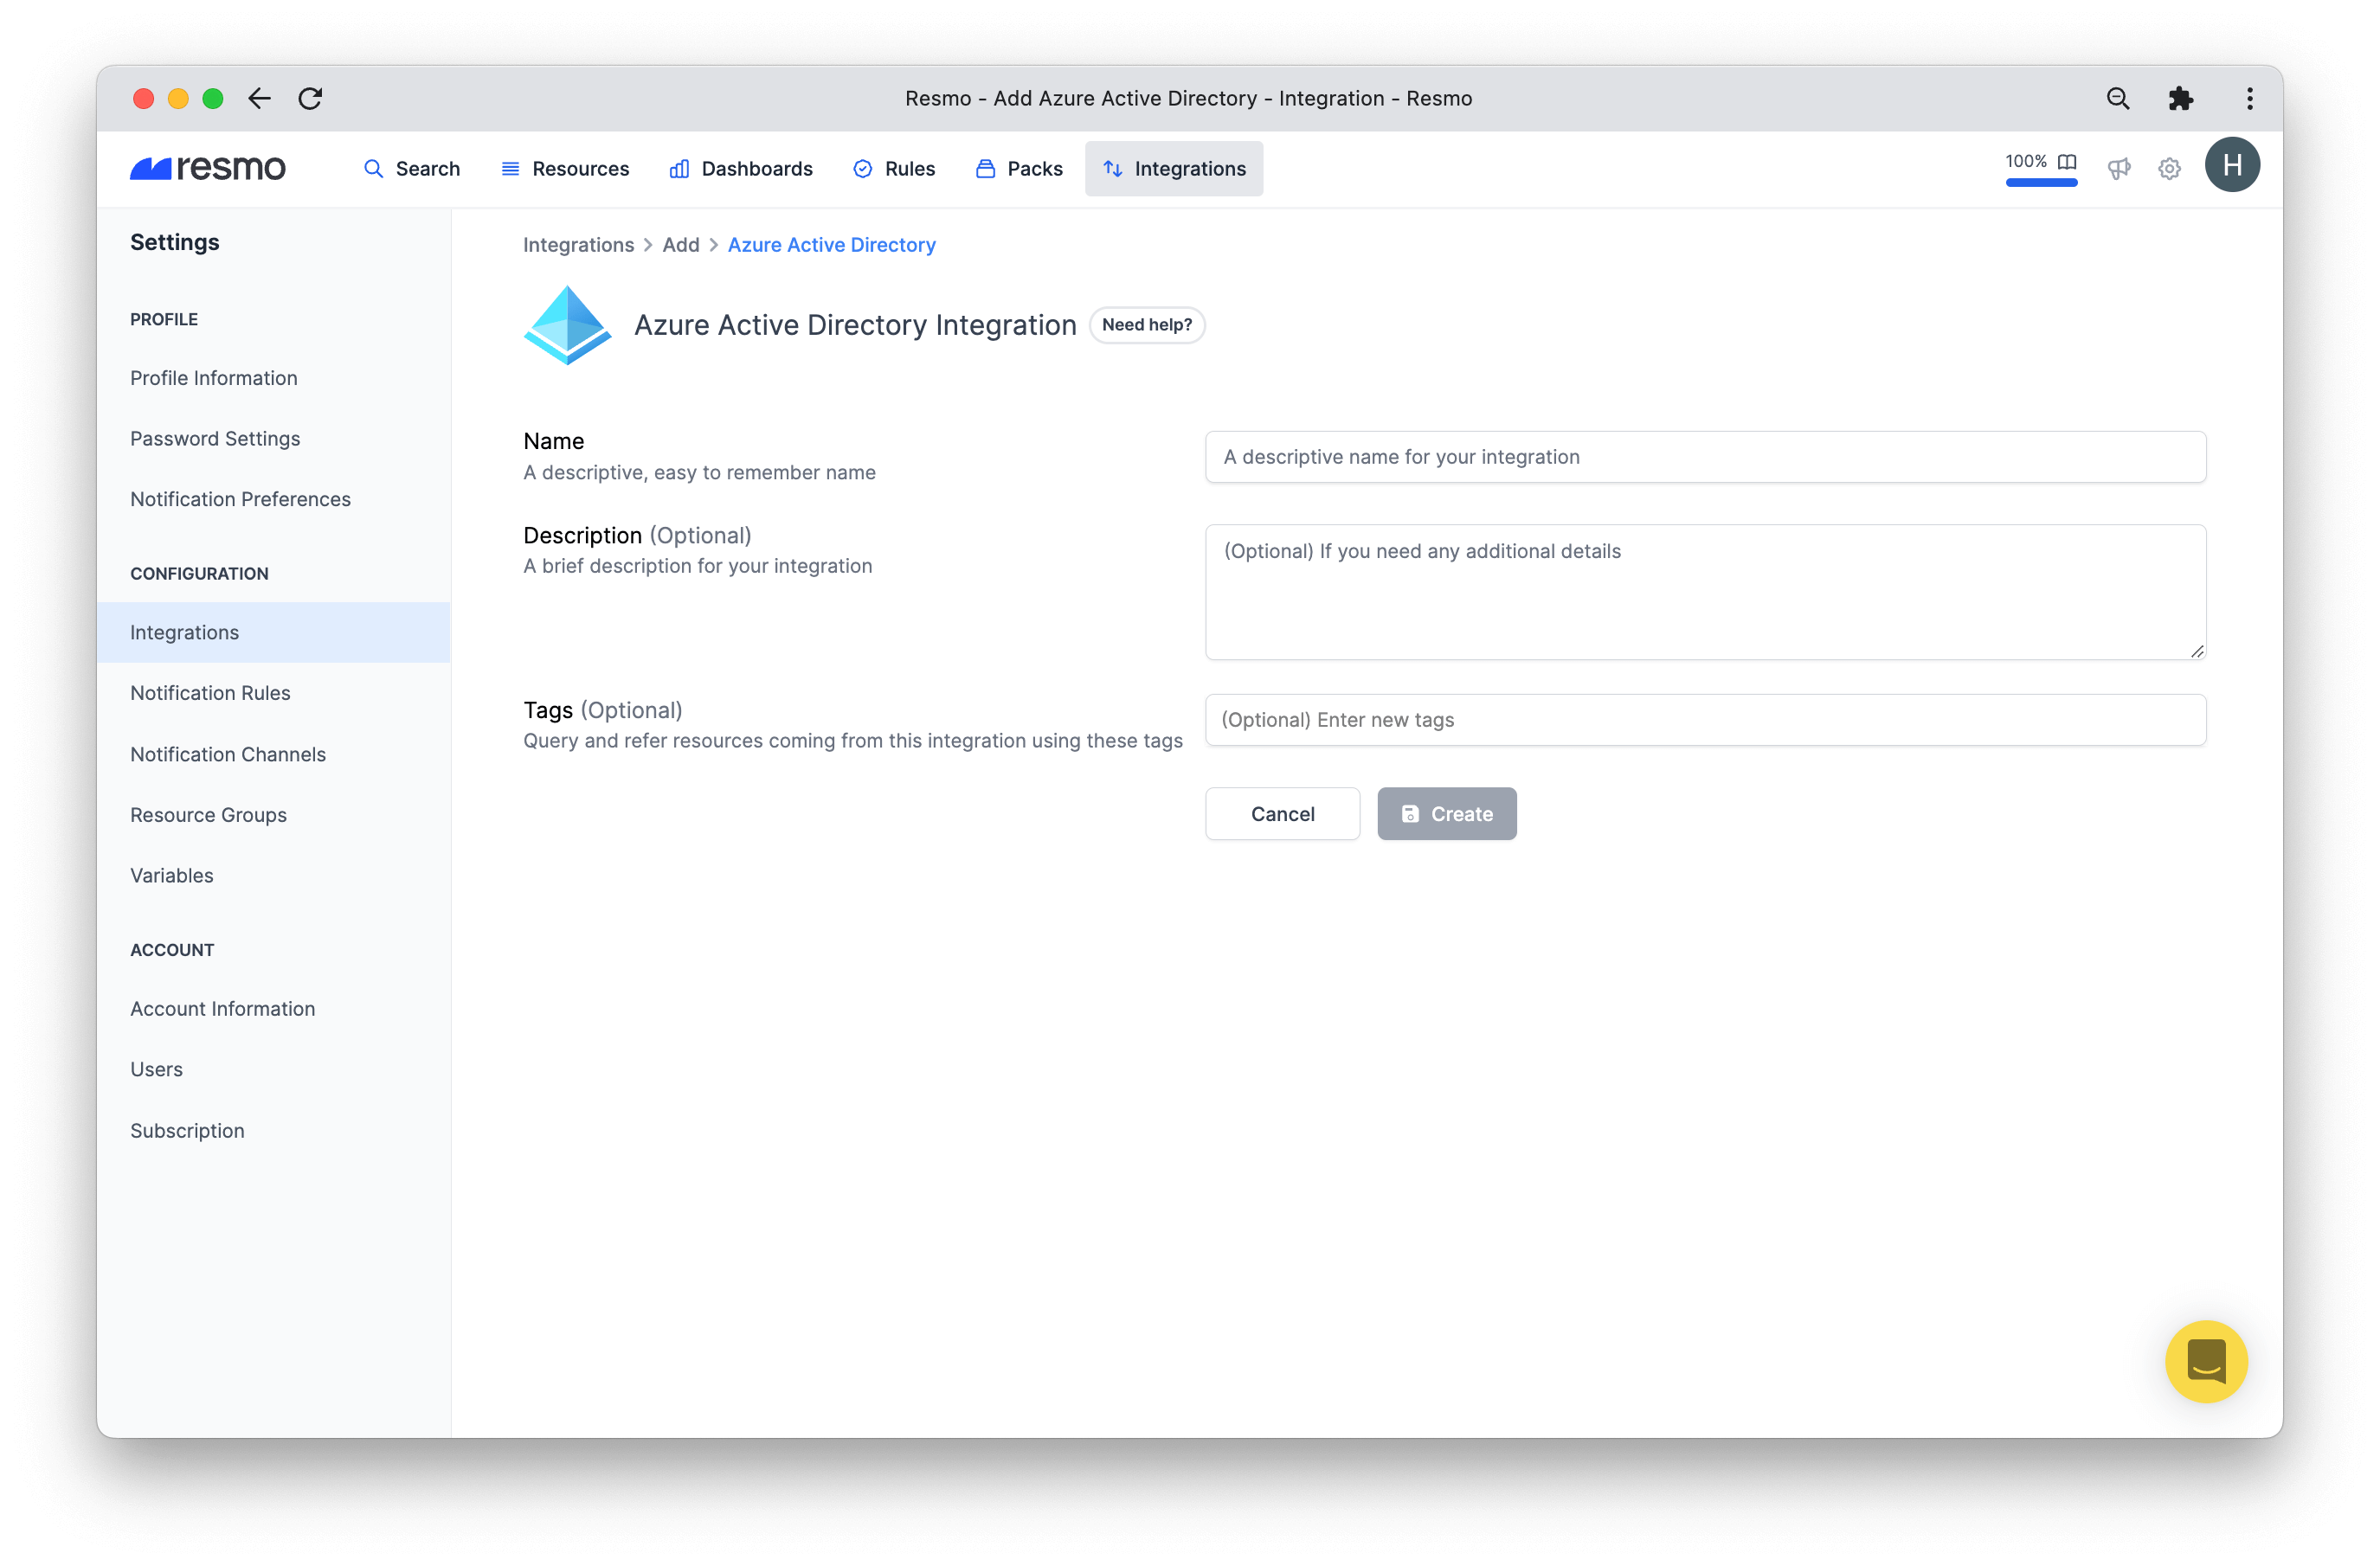 Resmo - Add Azure Active Directory - Integration - Resmo
resmo
Search
Resources
Dashboards
Rules
Packs
Integrations
100%
H
Settings
PROFILE
Profile Information
Password Settings
Notification Preferences
CONFIGURATION
Integrations
Notification Rules
Notification Channels
Resource Groups
Variables
ACCOUNT
Account Information
Users
Subscription
Integrations > Add > Azure Active Directory
Azure Active Directory Integration
Need help?
Name
A descriptive, easy to remember name
A descriptive name for your integration
Description (Optional)
A brief description for your integration
(Optional) If you need any additional details
Tags (Optional)
Query and refer resources coming from this integration using these tags
(Optional) Enter new tags
Cancel
Create